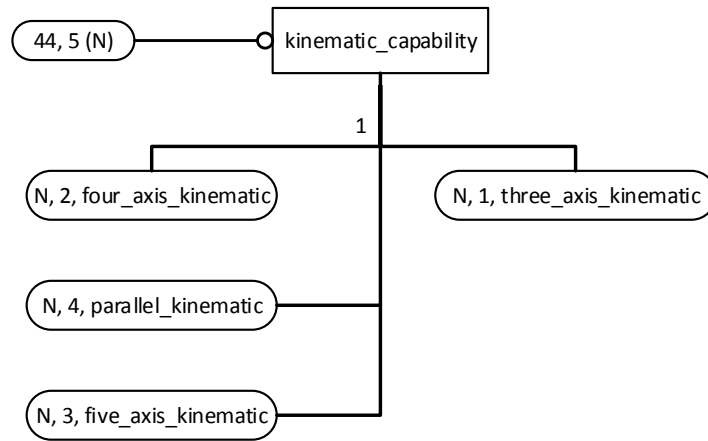 44, 5 (N)
kinematic_capability
1
N, 2, four_axis_kinematic
N, 1, three_axis_kinematic
N, 4, parallel_kinematic
N, 3, five_axis_kinematic